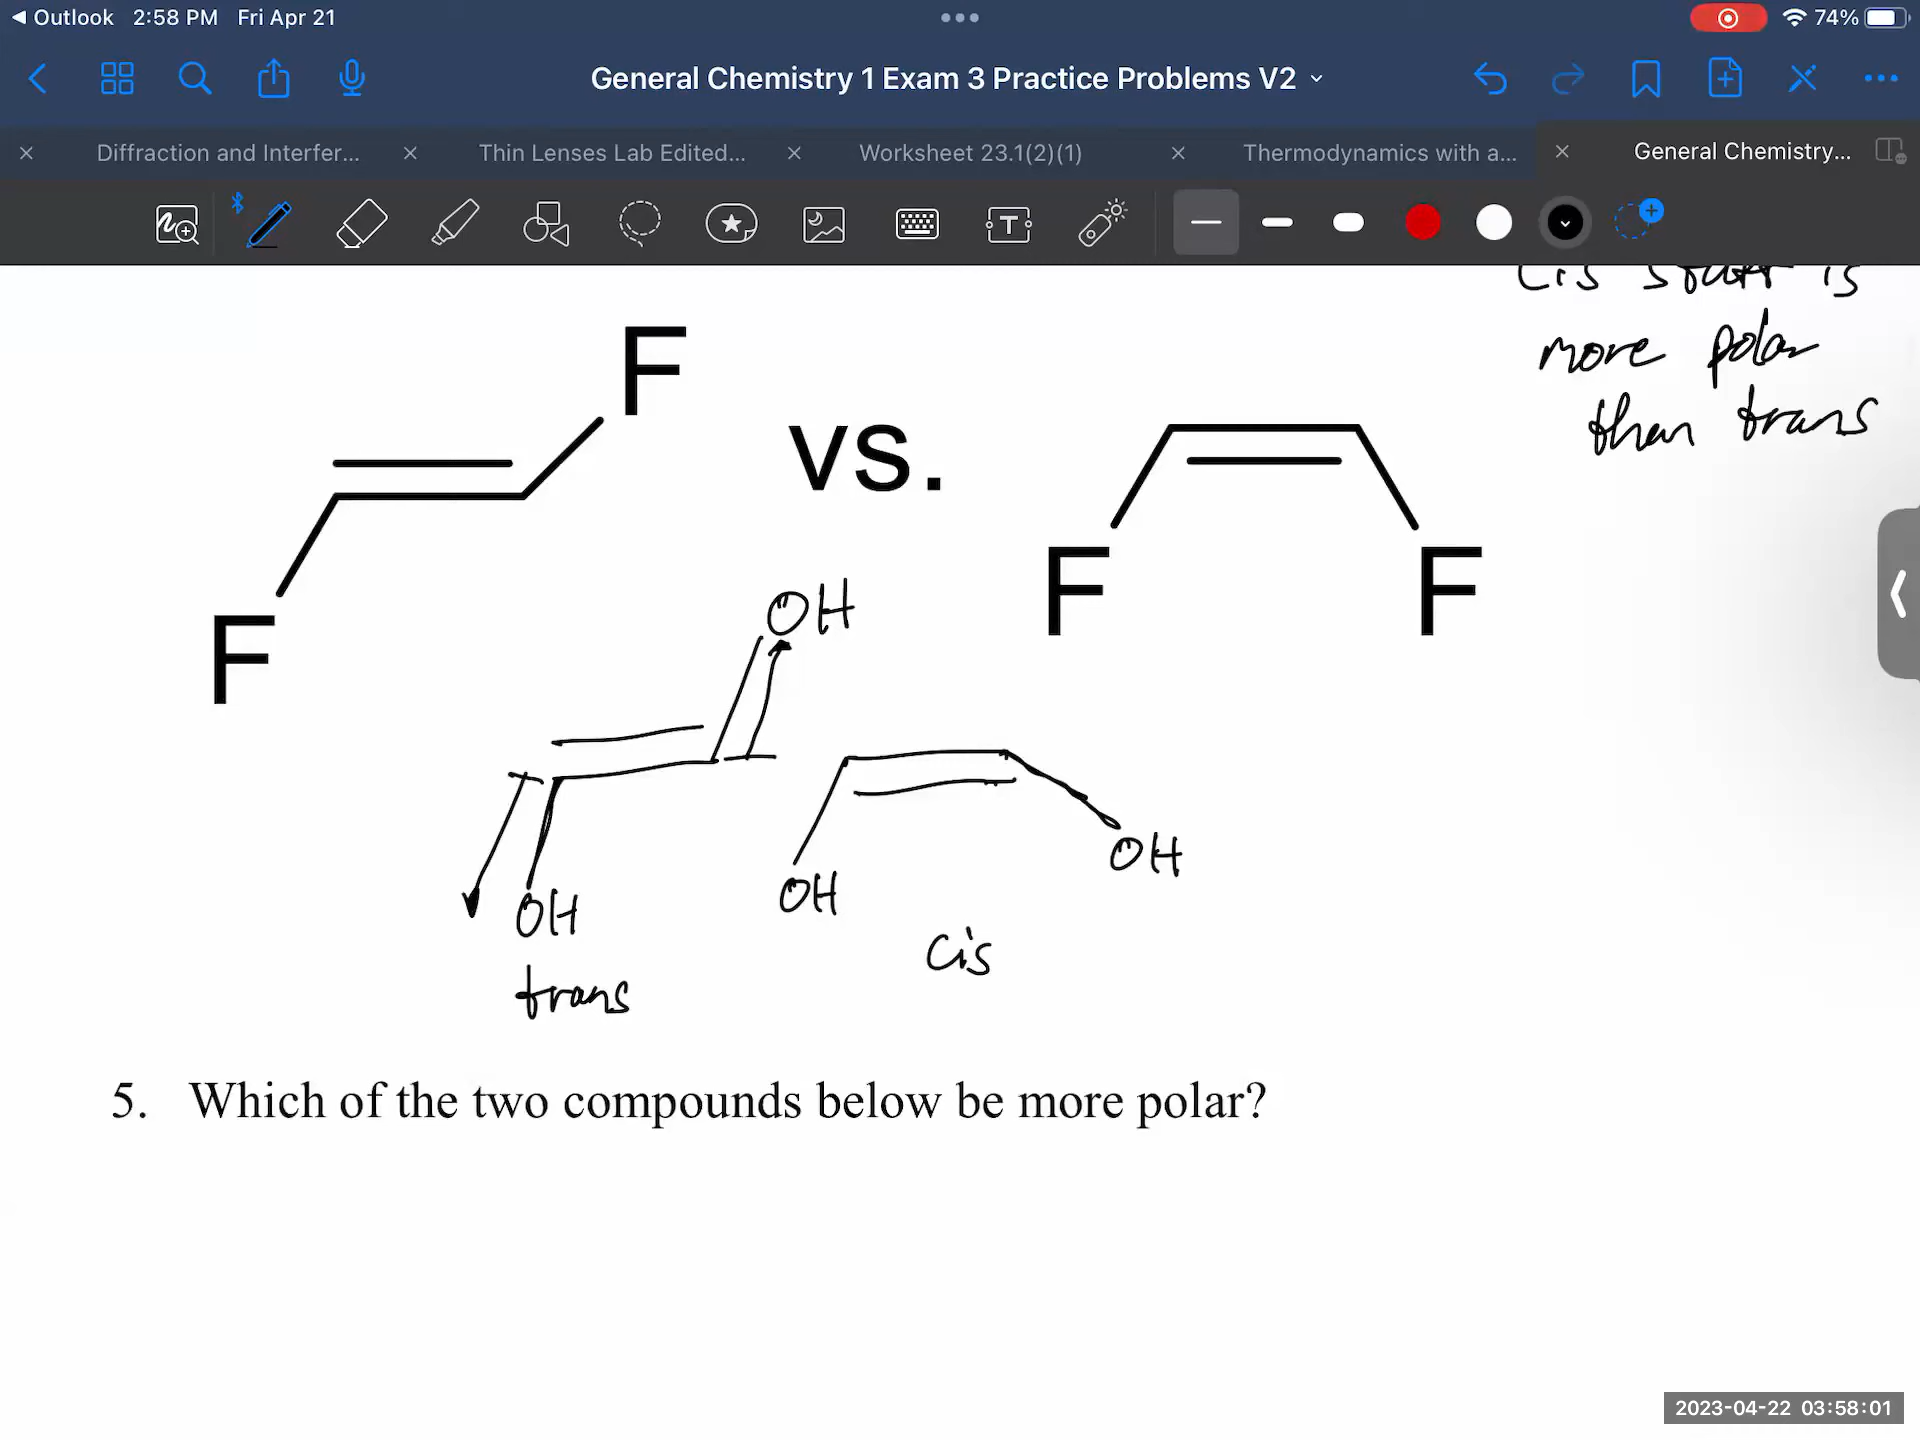 Outlook 2:58 PM Fri Apr 21
74%
General Chemistry 1 Exam 3 Practice Problems V2
Diffraction and Interfer...
Thin Lenses Lab Edited...
Worksheet 23.1(2)(1)
Thermodynamics with a...
General Chemistry...
T
Cis stuff is
more polar
than trans
F
vs.
F
F
F
OH
OH
OH
OH
cis
trans
5. Which of the two compounds below be more polar?
2023-04-22 03:58:01